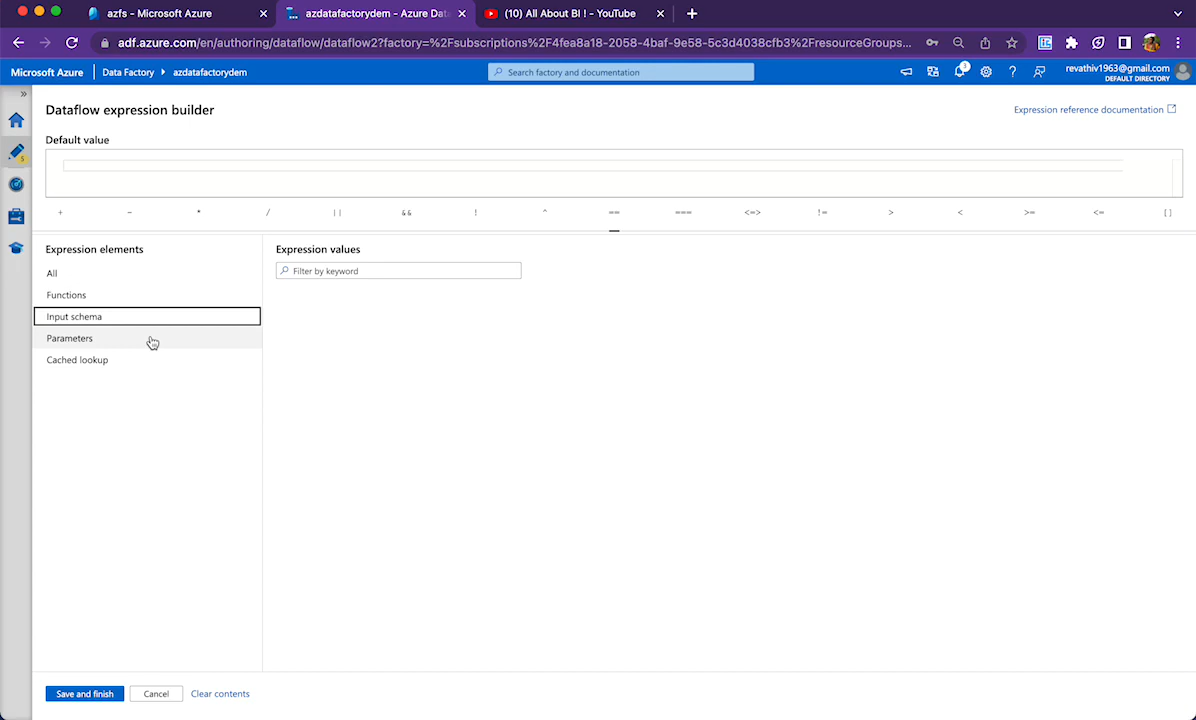 azfs - Microsoft Azure
azdatafactorydem - Azure Dat
(10) All About BI ! - YouTube
adf.azure.com/en/authoring/dataflow/dataflow2?factory=%2Fsubscriptions%2F4fea8a18-2058-4baf-9e58-5c3d4038cfb3%2FresourceGroups...
Microsoft Azure
Data Factory
azdatafactorydem
Search factory and documentation
1
revathiv1963@gmail.com
DEFAULT DIRECTORY
Dataflow expression builder
Expression reference documentation
Default value
+ - * / || && ! ^ == === <=> != > < >= <= []
Expression elements
All
Functions
Input schema
Parameters
Cached lookup
Expression values
Filter by keyword
Save and finish
Cancel
Clear contents